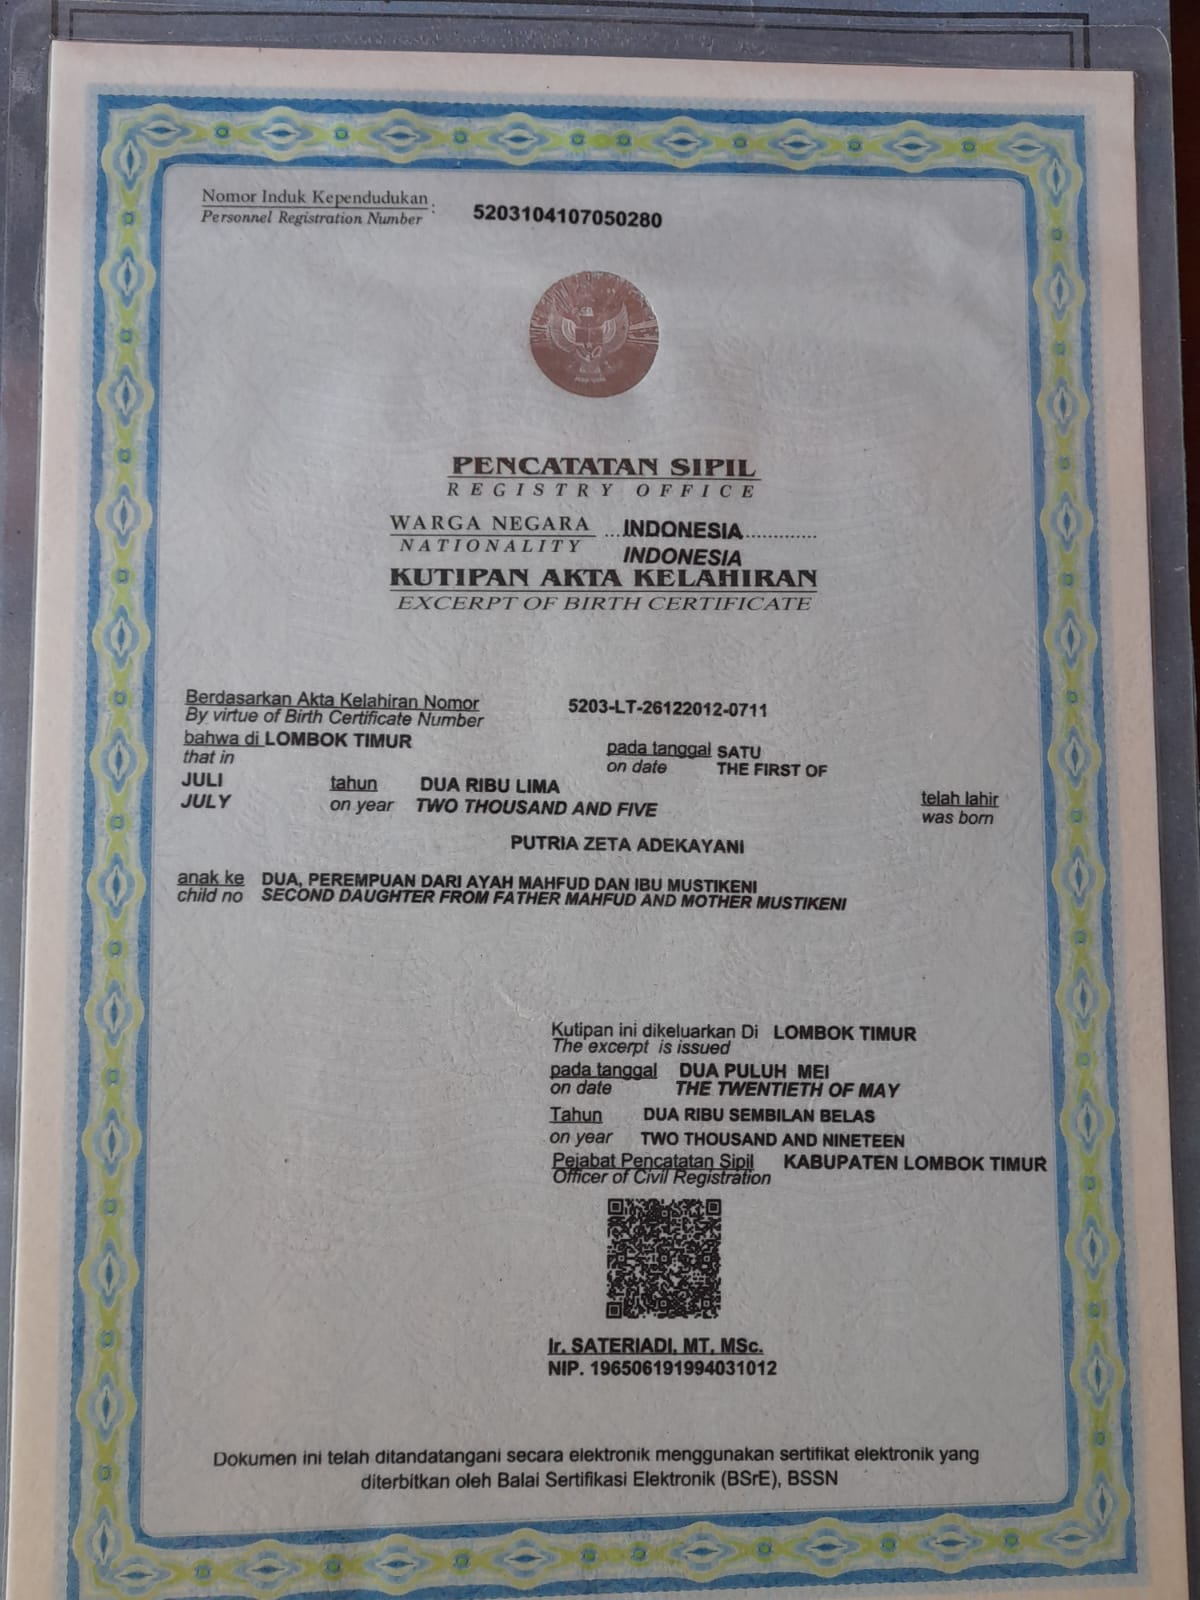 Nomor Induk Kependudukan : 5203104107050280
Personnel Registration Number
PENCATATAN SIPIL
REGISTRY OFFICE
WARGA NEGARA ...INDONESIA.............
NATIONALITY INDONESIA
KUTIPAN AKTA KELAHIRAN
EXCERPT OF BIRTH CERTIFICATE
Berdasarkan Akta Kelahiran Nomor 5203-LT-26122012-0711
By virtue of Birth Certificate Number
bahwa di LOMBOK TIMUR pada tanggal SATU
that in on date THE FIRST OF
JULI tahun DUA RIBU LIMA telah lahir
JULY on year TWO THOUSAND AND FIVE was born
PUTRIA ZETA ADEKAYANI
anak ke DUA, PEREMPUAN DARI AYAH MAHFUD DAN IBU MUSTIKENI
child no SECOND DAUGHTER FROM FATHER MAHFUD AND MOTHER MUSTIKENI
Kutipan ini dikeluarkan Di LOMBOK TIMUR
The excerpt is issued
pada tanggal DUA PULUH MEI
on date THE TWENTIETH OF MAY
Tahun DUA RIBU SEMBILAN BELAS
on year TWO THOUSAND AND NINETEEN
Pejabat Pencatatan Sipil KABUPATEN LOMBOK TIMUR
Officer of Civil Registration
Ir. SATERIADI, MT, MSc.
NIP. 196506191994031012
Dokumen ini telah ditandatangani secara elektronik menggunakan sertifikat elektronik yang
diterbitkan oleh Balai Sertifikasi Elektronik (BSrE), BSSN